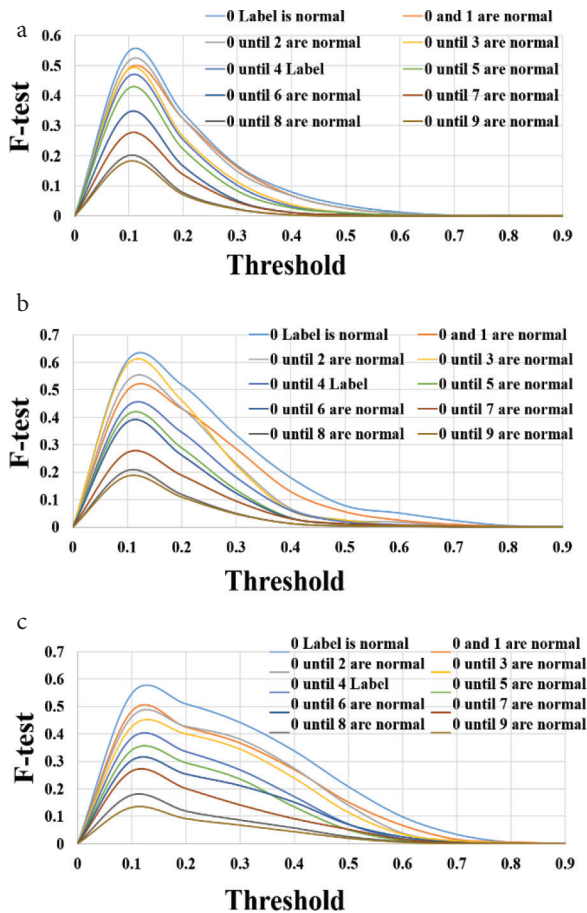 a
0 Label is normal 0 and 1 are normal
0 until 2 are normal 0 until 3 are normal
0 until 4 Label 0 until 5 are normal
0 until 6 are normal 0 until 7 are normal
0 until 8 are normal 0 until 9 are normal
F-test
0.6
0.5
0.4
0.3
0.2
0.1
0
0 0.1 0.2 0.3 0.4 0.5 0.6 0.7 0.9
Threshold
b
0 Label is normal 0 and 1 are normal
0 until 2 are normal 0 until 3 are normal
0 until 4 Label 0 until 5 are normal
0 until 6 are normal 0 until 7 are normal
0 until 8 are normal 0 until 9 are normal
F-test
0.7
0.6
0.5
0.4
0.3
0.2
0.1
0
0 0.1 0.2 0.3 0.4 0.5 0.6 0.7 0.8 0.9
Threshold
c
0 Label is normal 0 and 1 are normal
0 until 2 are normal 0 until 3 are normal
0 until 4 Label 0 until 5 are normal
0 until 6 are normal 0 until 7 are normal
0 until 8 are normal 0 until 9 are normal
F-test
0.7
0.6
0.5
0.4
0.3
0.2
0.1
0
0 0.1 0.2 0.3 0.4 0.5 0.6 0.7 0.8 0.9
Threshold